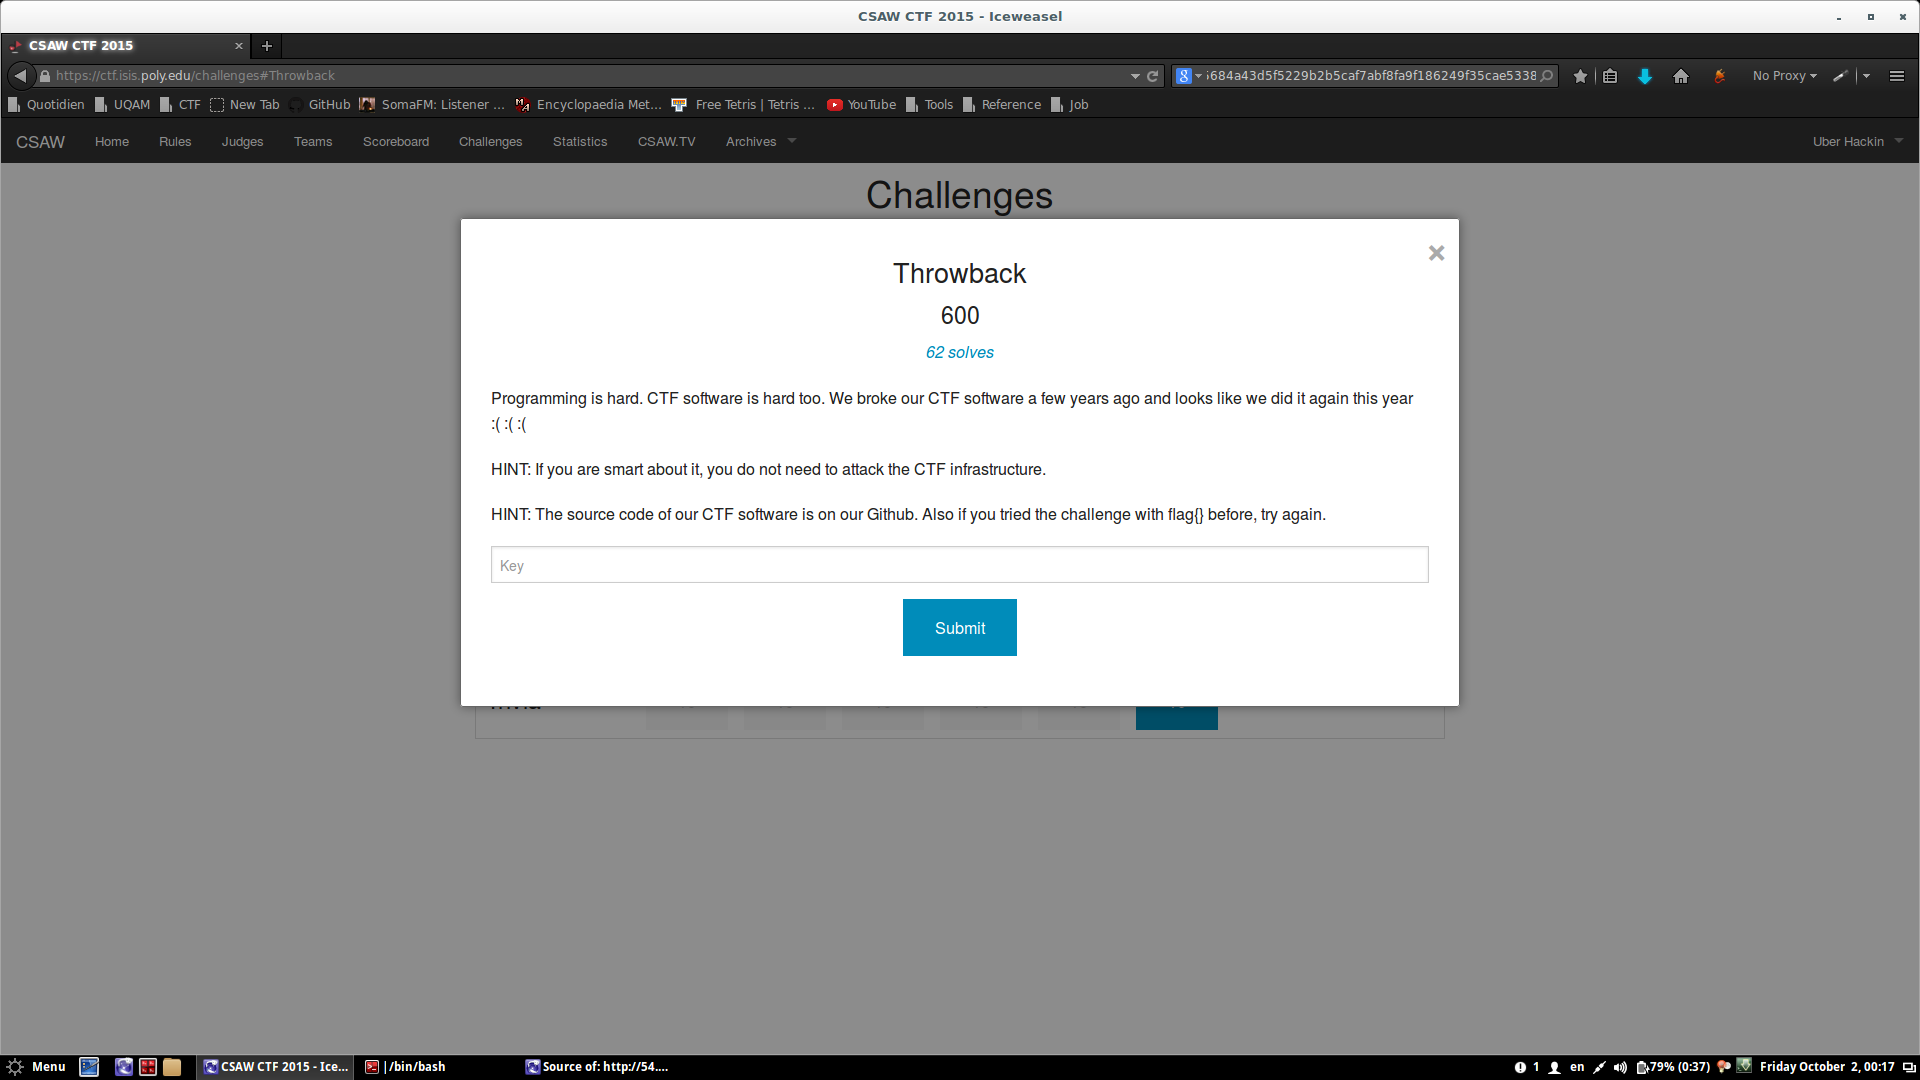 CSAW CTF 2015 - Iceweasel
CSAW CTF 2015
https://ctf.isis.poly.edu/challenges#Throwback
684a43d5f5229b2b5caf7abf8fa9f186249f35cae5338
No Proxy
Quotidien UQAM CTF New Tab GitHub SomaFM: Listener ... Encyclopaedia Met... Free Tetris | Tetris ... YouTube Tools Reference Job
CSAW Home Rules Judges Teams Scoreboard Challenges Statistics CSAW.TV Archives Uber Hackin
Challenges
Throwback
600
62 solves
Programming is hard. CTF software is hard too. We broke our CTF software a few years ago and looks like we did it again this year
:( :( :(
HINT: If you are smart about it, you do not need to attack the CTF infrastructure.
HINT: The source code of our CTF software is on our Github. Also if you tried the challenge with flag{} before, try again.
Key
Submit
Menu CSAW CTF 2015 - Ice... /bin/bash Source of: http://54.... 1 en 79% (0:37) Friday October 2, 00:17